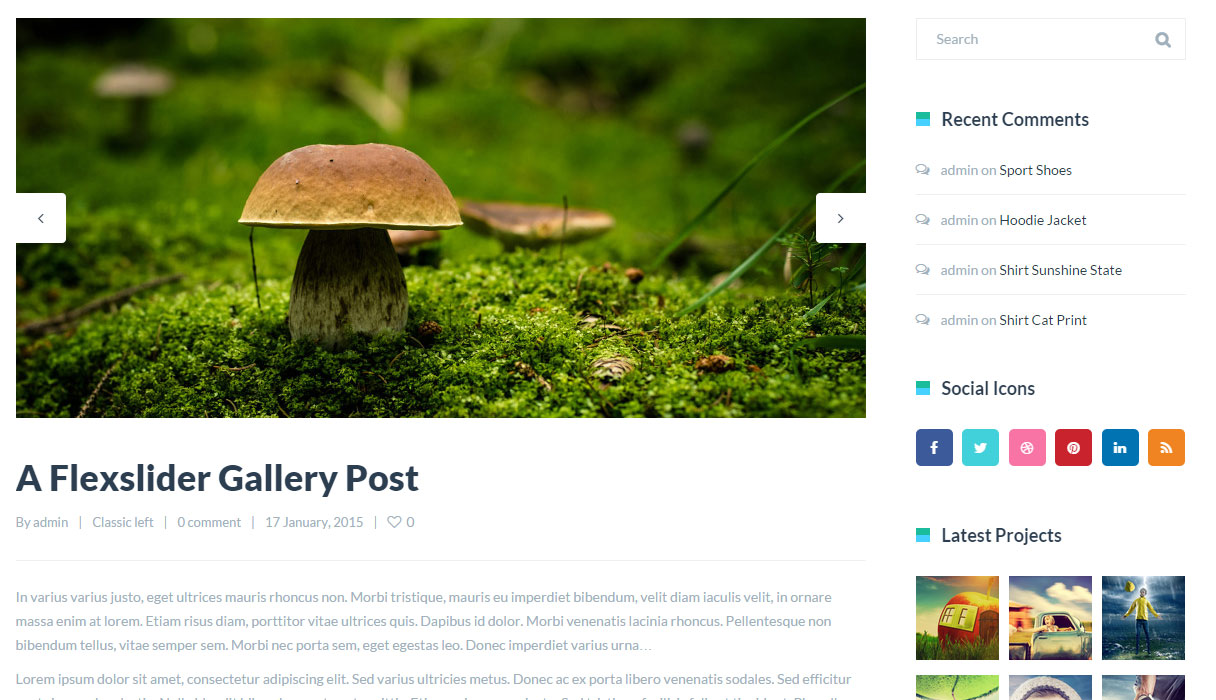 Search
Recent Comments
admin on Sport Shoes
admin on Hoodie Jacket
admin on Shirt Sunshine State
admin on Shirt Cat Print
Social Icons
Latest Projects
A Flexslider Gallery Post
By admin | Classic left | 0 comment | 17 January, 2015 | 0
In varius varius justo, eget ultrices mauris rhoncus non. Morbi tristique, mauris eu imperdiet bibendum, velit diam iaculis velit, in ornare
massa enim at lorem. Etiam risus diam, porttitor vitae ultrices quis. Dapibus id dolor. Morbi venenatis lacinia rhoncus. Pellentesque non
bibendum tellus, vitae semper sem. Morbi nec porta sem, eget egestas leo. Donec imperdiet varius urna…
Lorem ipsum dolor sit amet, consectetur adipiscing elit. Sed varius ultricies metus. Donec ac ex porta libero venenatis sodales. Sed efficitur